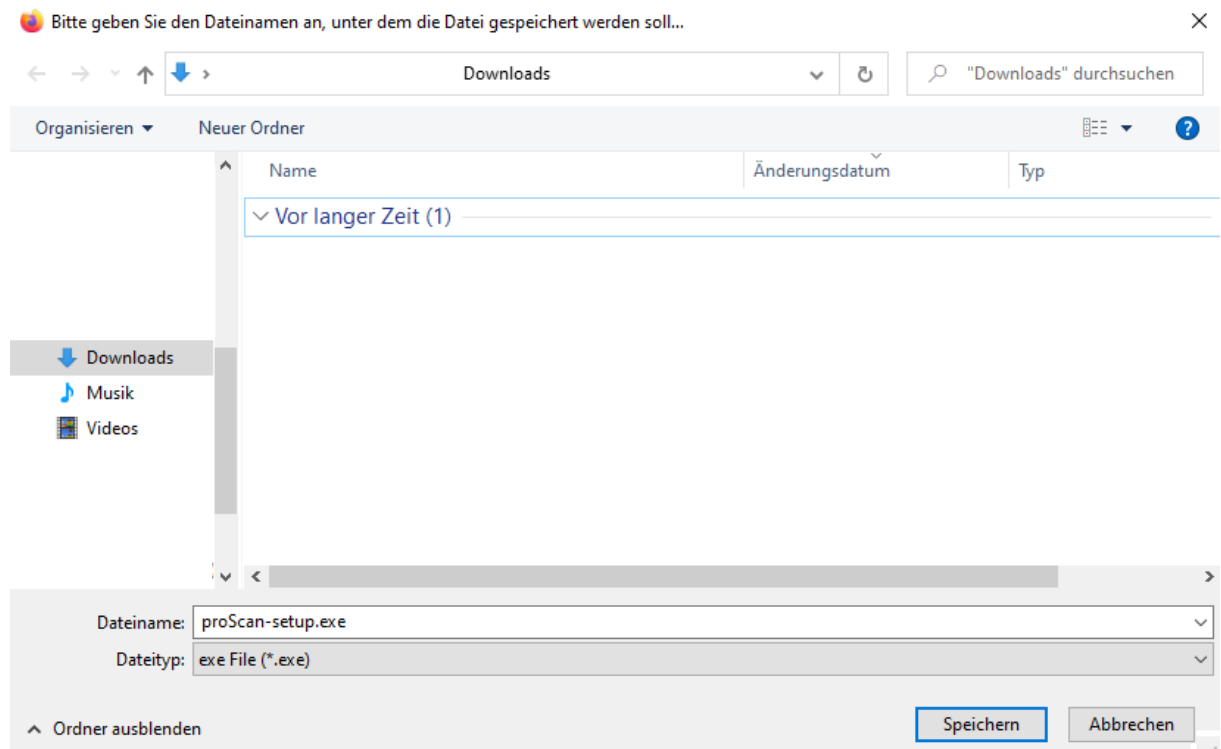 Bitte geben Sie den Dateinamen an, unter dem die Datei gespeichert werden soll...
Downloads
"Downloads" durchsuchen
Organisieren
Neuer Ordner
Name
Änderungsdatum
Typ
Vor langer Zeit (1)
Downloads
Musik
Videos
Dateiname: proScan-setup.exe
Dateityp: exe File (*.exe)
Ordner ausblenden
Speichern
Abbrechen